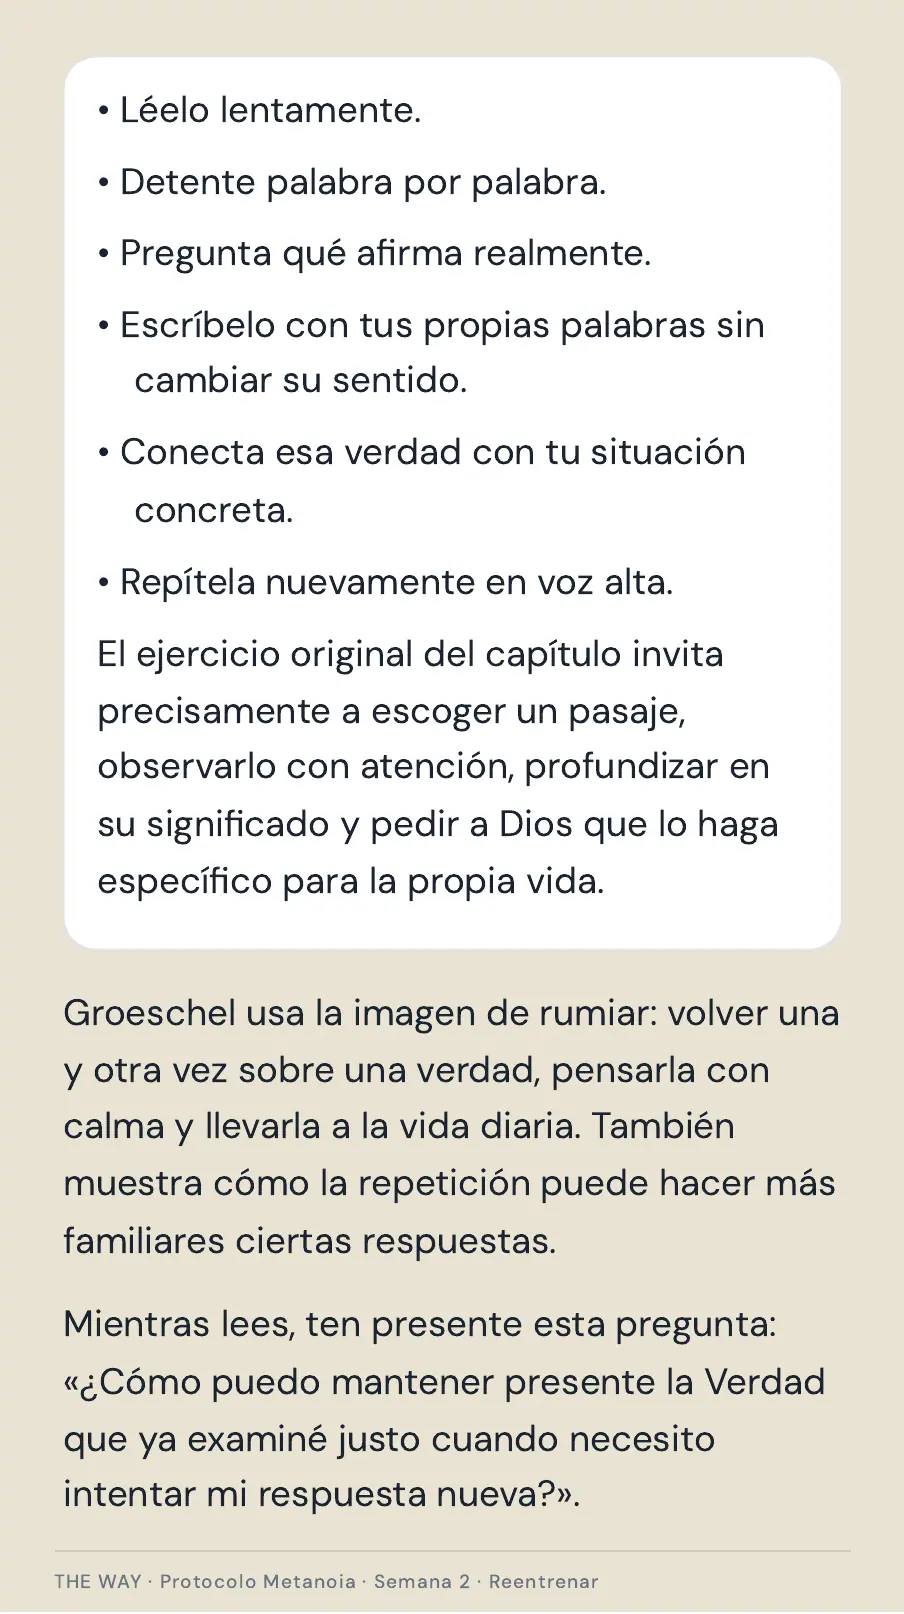 • Léelo lentamente.
• Detente palabra por palabra.
• Pregunta qué afirma realmente.
• Escríbelo con tus propias palabras sin
cambiar su sentido.
• Conecta esa verdad con tu situación
concreta.
• Repítela nuevamente en voz alta.
El ejercicio original del capítulo invita
precisamente a escoger un pasaje,
observarlo con atención, profundizar en
su significado y pedir a Dios que lo haga
específico para la propia vida.
Groeschel usa la imagen de rumiar: volver una
y otra vez sobre una verdad, pensarla con
calma y llevarla a la vida diaria. También
muestra cómo la repetición puede hacer más
familiares ciertas respuestas.
Mientras lees, ten presente esta pregunta:
«¿Cómo puedo mantener presente la Verdad
que ya examiné justo cuando necesito
intentar mi respuesta nueva?».
THE WAY · Protocolo Metanoia · Semana 2 · Reentrenar